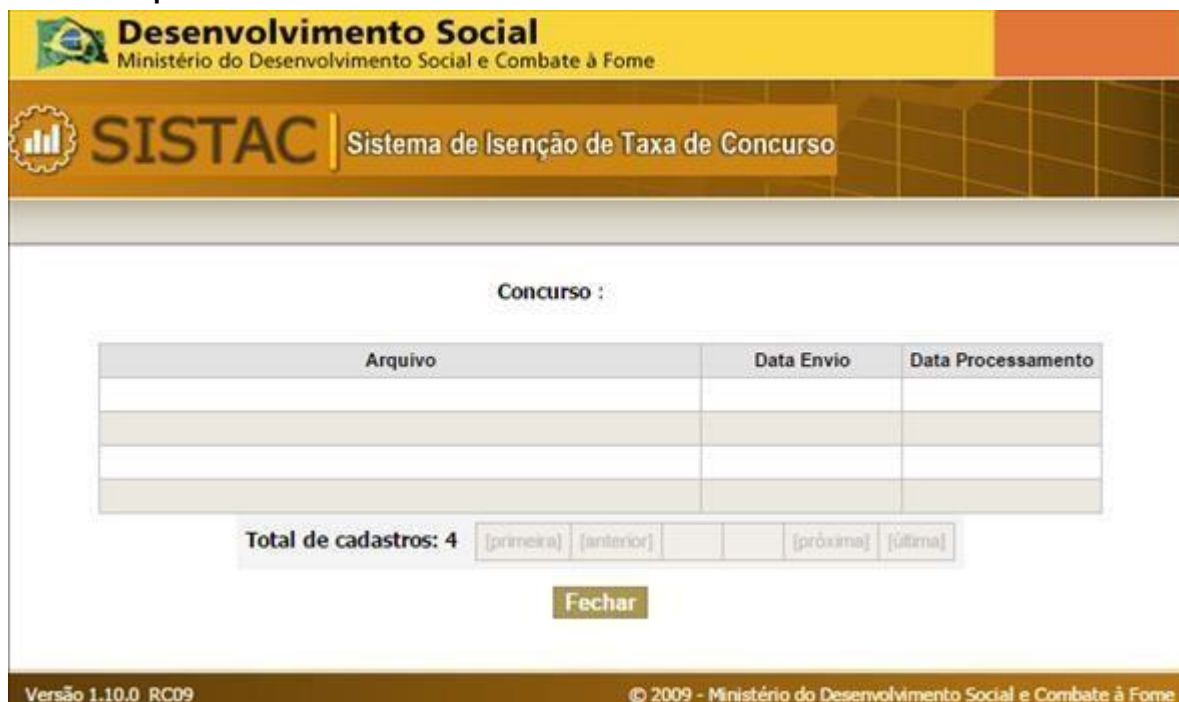 Desenvolvimento Social
Ministério do Desenvolvimento Social e Combate à Fome
SISTAC Sistema de Isenção de Taxa de Concurso
Concurso :
Arquivo Data Envio Data Processamento
Total de cadastros: 4 [primeira] [anterior] [próxima] [última]
Fechar
Versão 1.10.0 RC09 © 2009 - Ministério do Desenvolvimento Social e Combate à Fome